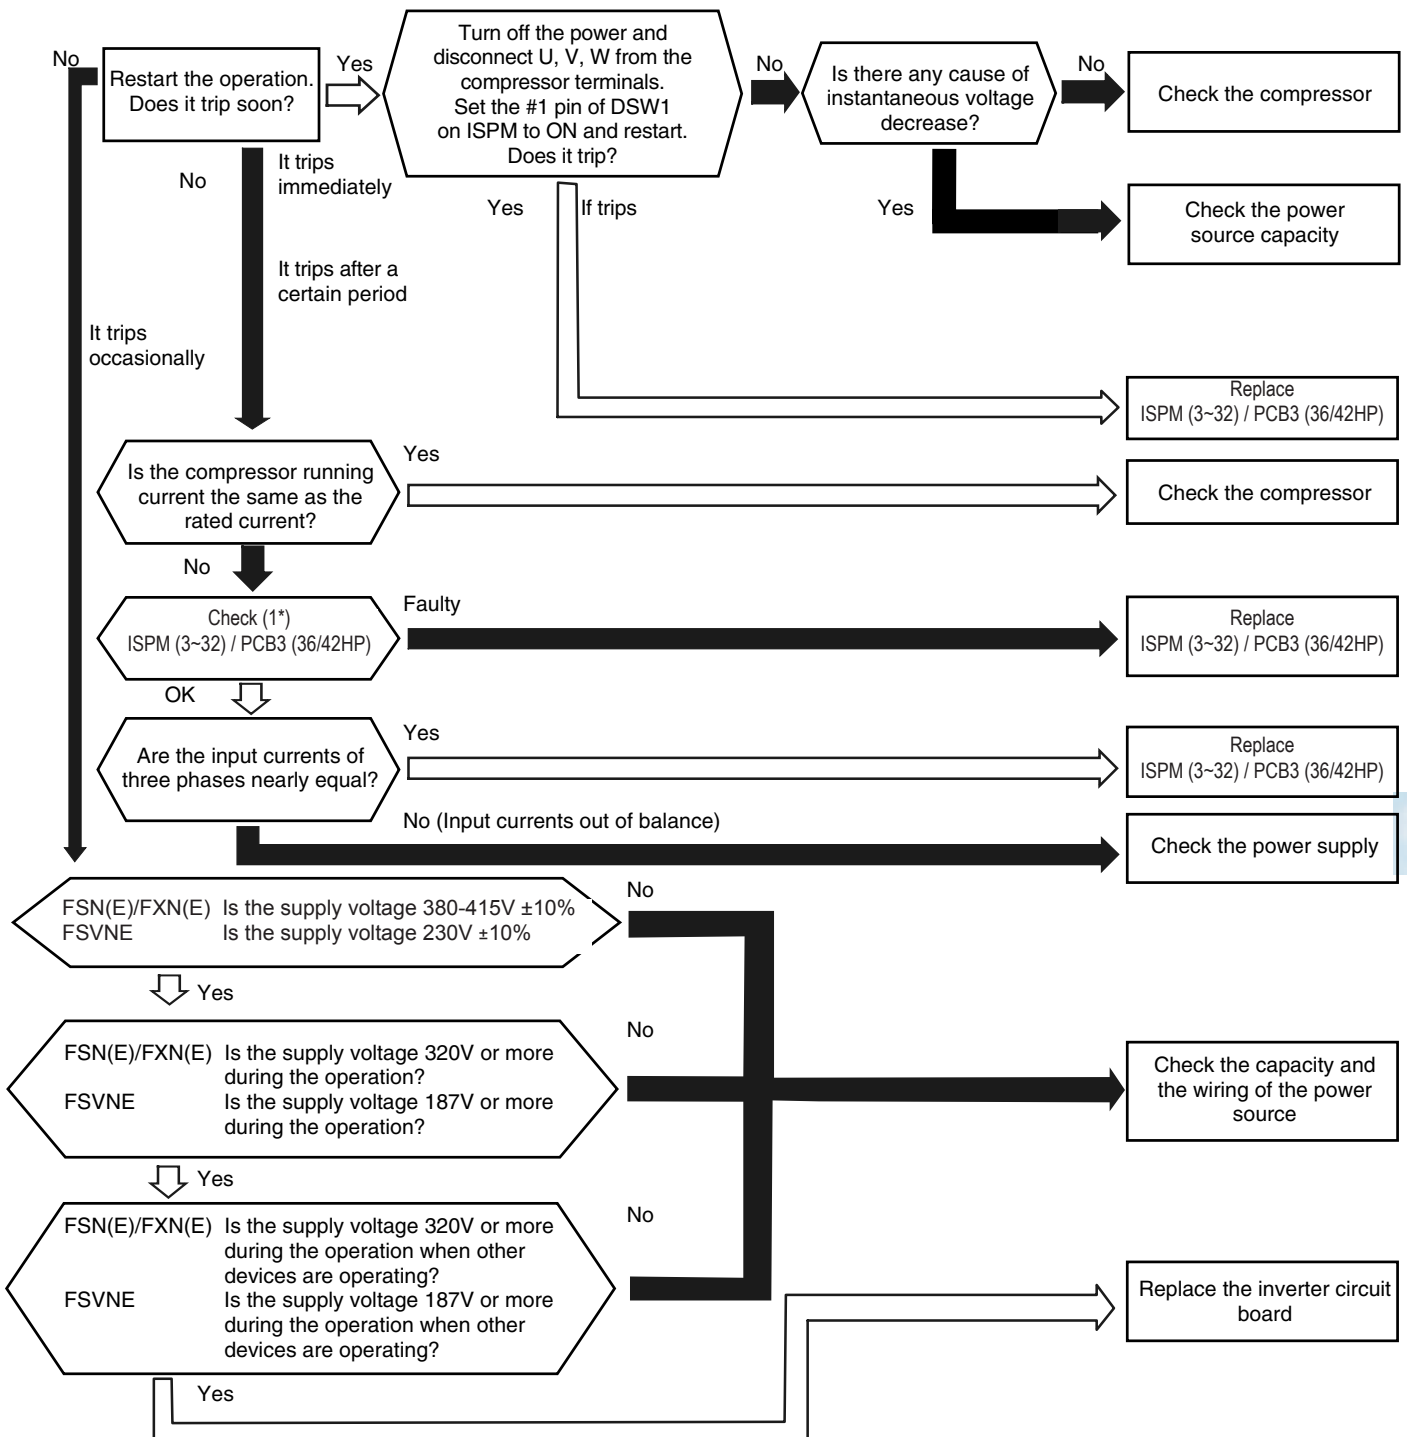 No
Restart the operation.
Does it trip soon?
Yes
Turn off the power and
disconnect U, V, W from the
compressor terminals.
Set the #1 pin of DSW1
on ISPM to ON and restart.
Does it trip?
No
Is there any cause of
instantaneous voltage
decrease?
No
Check the compressor
It trips
immediately
No
Yes
If trips
Yes
Check the power
source capacity
It trips after a
certain period
It trips
occasionally
Replace
ISPM (3~32) / PCB3 (36/42HP)
Is the compressor running
current the same as the
rated current?
Yes
Check the compressor
No
Check (1*)
ISPM (3~32) / PCB3 (36/42HP)
Faulty
Replace
ISPM (3~32) / PCB3 (36/42HP)
OK
Are the input currents of
three phases nearly equal?
Yes
Replace
ISPM (3~32) / PCB3 (36/42HP)
No (Input currents out of balance)
Check the power supply
FSN(E)/FXN(E) Is the supply voltage 380-415V ±10%
FSVNE Is the supply voltage 230V ±10%
No
Yes
FSN(E)/FXN(E) Is the supply voltage 320V or more
during the operation?
FSVNE Is the supply voltage 187V or more
during the operation?
No
Check the capacity and
the wiring of the power
source
Yes
FSN(E)/FXN(E) Is the supply voltage 320V or more
during the operation when other
devices are operating?
FSVNE Is the supply voltage 187V or more
during the operation when other
devices are operating?
No
Replace the inverter circuit
board
Yes